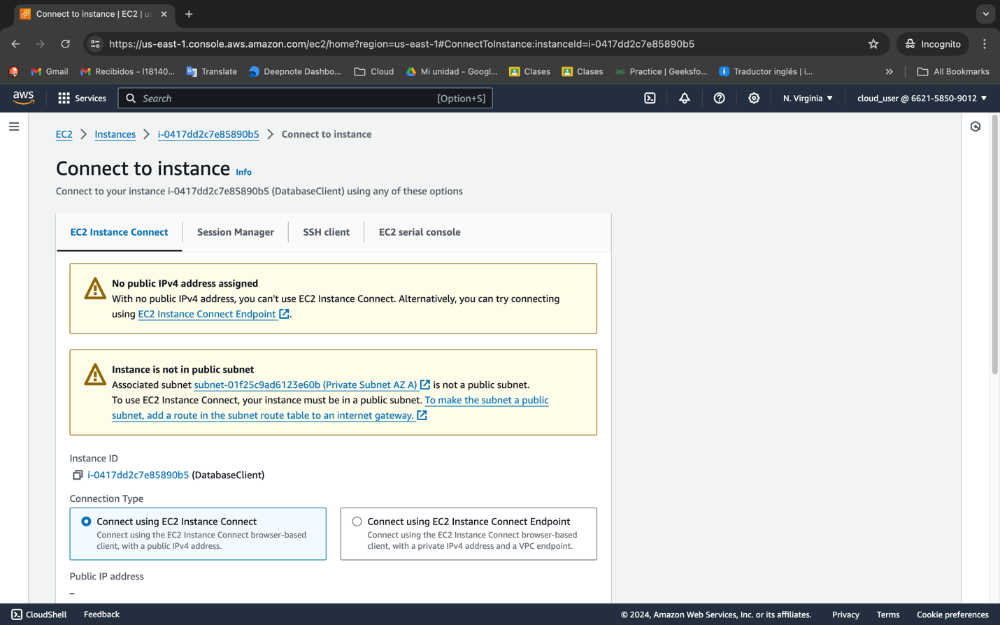 Connect to instance | EC2 | us
https://us-east-1.console.aws.amazon.com/ec2/home?region=us-east-1#ConnectToInstance:instanceId=i-0417dd2c7e85890b5
Incognito
Gmail
Recibidos - l18140...
Translate
Deepnote Dashbo...
Cloud
Mi unidad - Googl...
Clases
Clases
Practice | Geeksfo...
Traductor inglés | i...
All Bookmarks
aws
Services
Search
[Option+S]
N. Virginia
cloud_user @ 6621-5850-9012
EC2 > Instances > i-0417dd2c7e85890b5 > Connect to instance
Connect to instance Info
Connect to your instance i-0417dd2c7e85890b5 (DatabaseClient) using any of these options
EC2 Instance Connect
Session Manager
SSH client
EC2 serial console
No public IPv4 address assigned
With no public IPv4 address, you can't use EC2 Instance Connect. Alternatively, you can try connecting
using EC2 Instance Connect Endpoint.
Instance is not in public subnet
Associated subnet subnet-01f25c9ad6123e60b (Private Subnet AZ A) is not a public subnet.
To use EC2 Instance Connect, your instance must be in a public subnet. To make the subnet a public
subnet, add a route in the subnet route table to an internet gateway.
Instance ID
i-0417dd2c7e85890b5 (DatabaseClient)
Connection Type
Connect using EC2 Instance Connect
Connect using the EC2 Instance Connect browser-based
client, with a public IPv4 address.
Connect using EC2 Instance Connect Endpoint
Connect using the EC2 Instance Connect browser-based
client, with a private IPv4 address and a VPC endpoint.
Public IP address
–
CloudShell
Feedback
© 2024, Amazon Web Services, Inc. or its affiliates.
Privacy
Terms
Cookie preferences